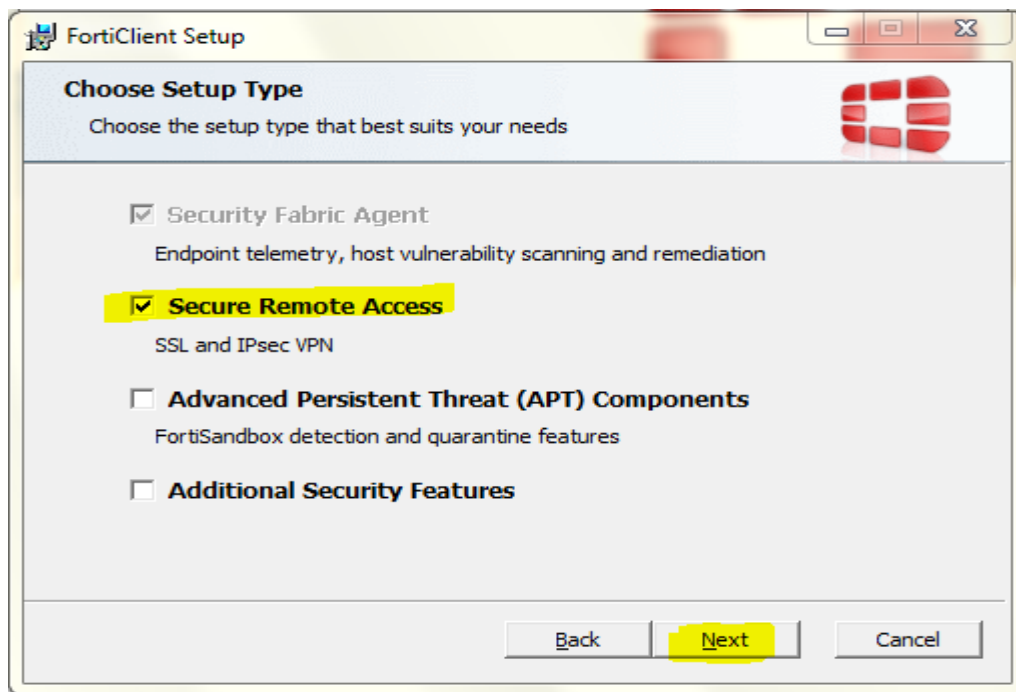 FortiClient Setup
Choose Setup Type
Choose the setup type that best suits your needs
Security Fabric Agent
Endpoint telemetry, host vulnerability scanning and remediation
Secure Remote Access
SSL and IPsec VPN
Advanced Persistent Threat (APT) Components
FortiSandbox detection and quarantine features
Additional Security Features
Back Next Cancel